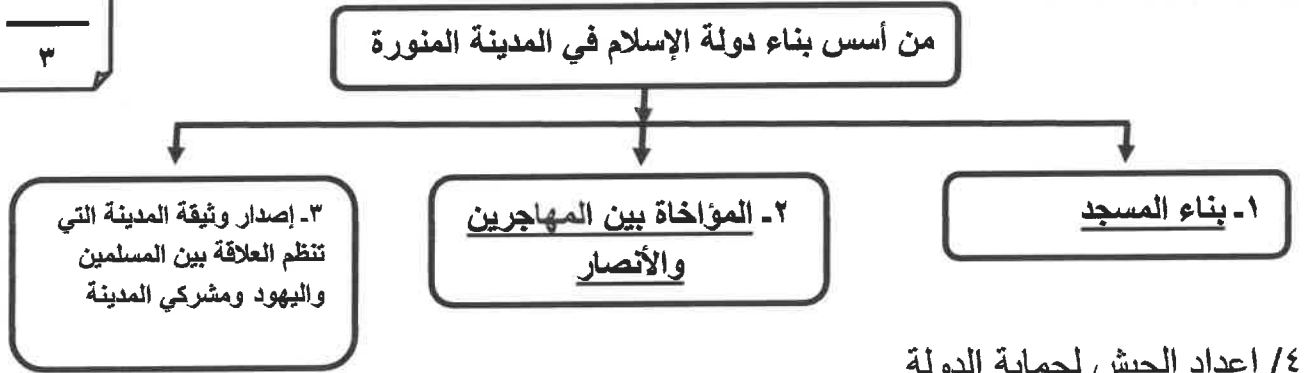 ٣
من أسس بناء دولة الإسلام في المدينة المنورة
١- بناء المسجد
٢- المؤاخاة بين المهاجرين
والأنصار
٣- إصدار وثيقة المدينة التي
تنظم العلاقة بين المسلمين
واليهود ومشركي المدينة
٤/ إعداد الجيش لحماية الدولة